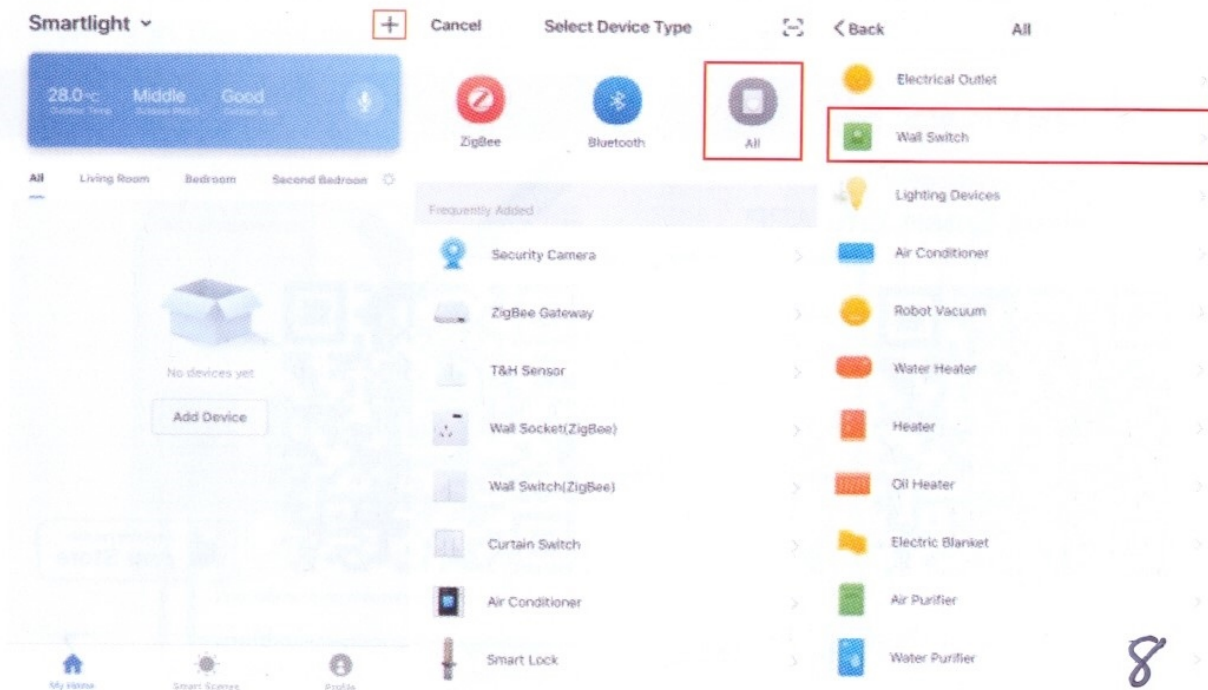 Smartlight
28.0°C Middle Good
All Living Room Bedroom Second Bedroon
No devices yet
Add Device
My Home Smart Scenes Profile
Cancel Select Device Type
ZigBee Bluetooth All
Frequently Added
Security Camera
ZigBee Gateway
T&H Sensor
Wall Socket(ZigBee)
Wall Switch(ZigBee)
Curtain Switch
Air Conditioner
Smart Lock
Back All
Electrical Outlet
Wall Switch
Lighting Devices
Air Conditioner
Robot Vacuum
Water Heater
Heater
Oil Heater
Electric Blanket
Air Purifier
Water Purifier
8